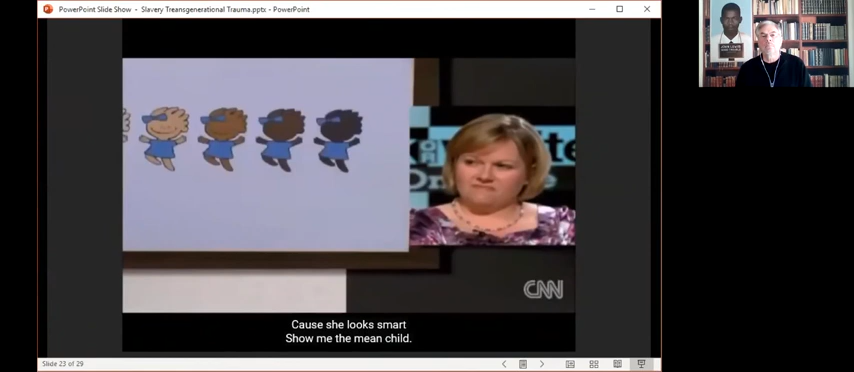 PowerPoint Slide Show - Slavery Treansgenerational Trauma.pptx - PowerPoint
CNN
Cause she looks smart
Show me the mean child.
Slide 23 of 29